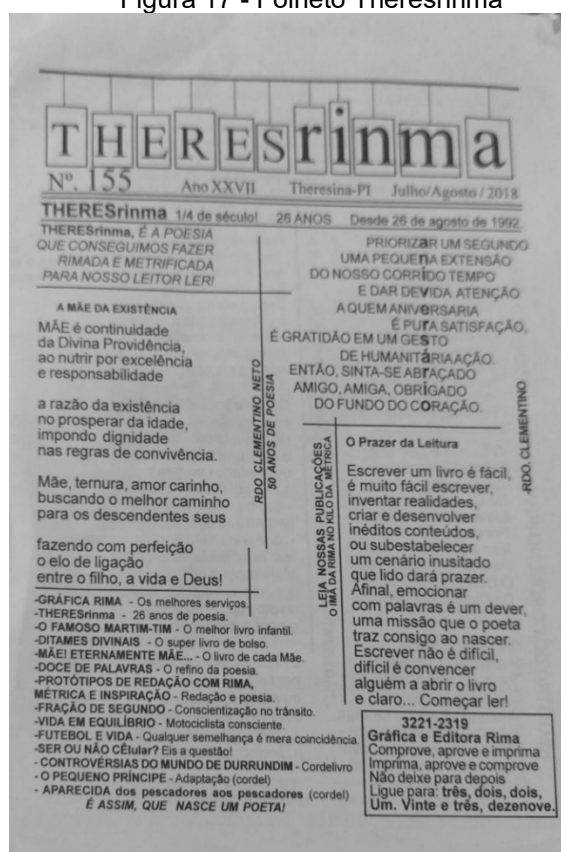 Figura 17 - Folheto Theresrinma
THERESrinma
Nº. 155 Ano XXVII Theresina-PI Julho/Agosto/2018
THERESrinma 1/4 de século! 26 ANOS Desde 26 de agosto de 1992
THERESrinma, É A POESIA
QUE CONSEGUIMOS FAZER
RIMADA E METRIFICADA
PARA NOSSO LEITOR LER!
A MÃE DA EXISTÊNCIA
MÃE é continuidade
da Divina Providência,
ao nutrir por excelência
e responsabilidade
a razão da existência
no prosperar da idade,
impondo dignidade
nas regras de convivência.
Mãe, ternura, amor carinho,
buscando o melhor caminho
para os descendentes seus
fazendo com perfeição
o elo de ligação
entre o filho, a vida e Deus!
RDO CLEMENTINO NETO
50 ANOS DE POESIA
PRIORIZaR UM SEGUNDO
UMA PEQUEnA EXTENSÃO
DO NOSSO CORRiDO TEMPO
E DAR DEvIDA ATENÇÃO
A QUEM ANIVeRSARIA
É PUrA SATISFAÇÃO,
É GRATIDÃO EM UM GEsTO
DE HUMANITáRIA AÇÃO.
ENTÃO, SINTA-SE ABrAÇADO
AMIGO, AMIGA, OBRiGADO
DO FUNDO DO CoRAÇÃO.
-RDO. CLEMENTINO
LEIA NOSSAS PUBLICAÇÕES
O IMÃ DA RIMA NO KILO DA MÉTRICA
O Prazer da Leitura
Escrever um livro é fácil,
é muito fácil escrever,
inventar realidades,
criar e desenvolver
inéditos conteúdos,
ou subestabelecer
um cenário inusitado
que lido dará prazer.
Afinal, emocionar
com palavras é um dever,
uma missão que o poeta
traz consigo ao nascer.
Escrever não é difícil,
difícil é convencer
alguém a abrir o livro
e claro... Começar ler!
-GRÁFICA RIMA - Os melhores serviços.
-THERESrinma - 26 anos de poesia.
-O FAMOSO MARTIM-TIM - O melhor livro infantil.
-DITAMES DIVINAIS - O super livro de bolso.
-MÃE! ETERNAMENTE MÃE... - O livro de cada Mãe.
-DOCE DE PALAVRAS - O refino da poesia.
-PROTÓTIPOS DE REDAÇÃO COM RIMA,
MÉTRICA E INSPIRAÇÃO - Redação e poesia.
-FRAÇÃO DE SEGUNDO - Conscientização no trânsito.
-VIDA EM EQUILÍBRIO - Motociclista consciente.
-FUTEBOL E VIDA - Qualquer semelhança é mera coincidência.
-SER OU NÃO CÊlular? Eis a questão!
- CONTROVÉRSIAS DO MUNDO DE DURRUNDIM - Cordelivro
- O PEQUENO PRÍNCIPE - Adaptação (cordel)
- APARECIDA dos pescadores aos pescadores (cordel)
É ASSIM, QUE NASCE UM POETA!
3221-2319
Gráfica e Editora Rima
Comprove, aprove e imprima
Imprima, aprove e comprove
Não deixe para depois
Ligue para: três, dois, dois,
Um. Vinte e três, dezenove.